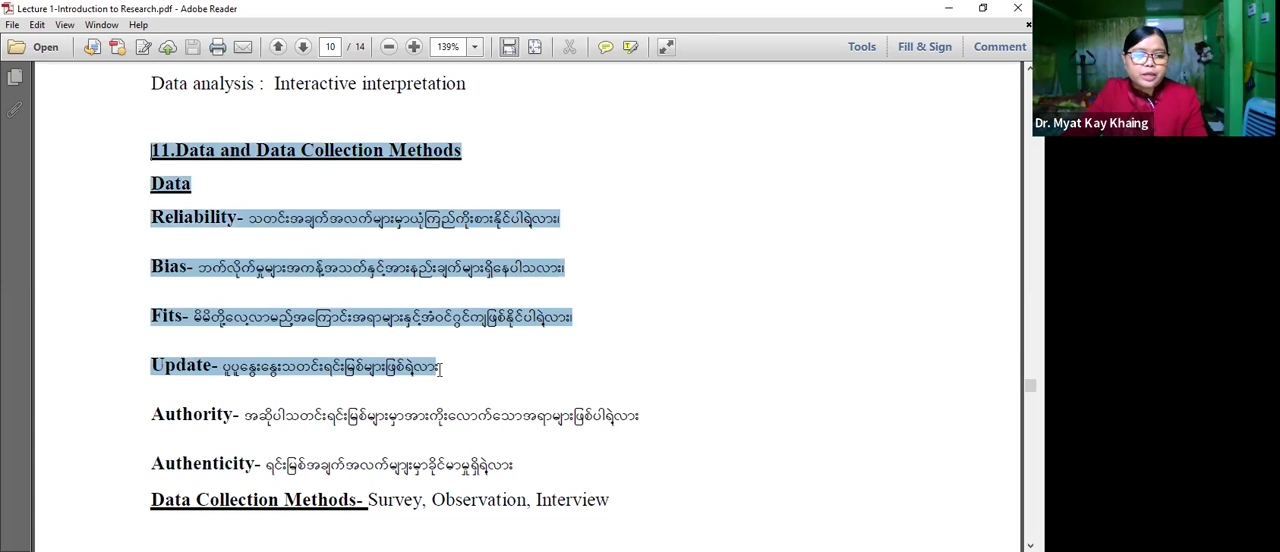 Lecture 1-Introduction to Research.pdf - Adobe Reader
File Edit View Window Help
Open 10 / 14 139% Tools Fill & Sign Comment
Dr. Myat Kay Khaing
Data analysis : Interactive interpretation
11.Data and Data Collection Methods
Data
Reliability- သတင်းအချက်အလက်များမှာယုံကြည်ကိုးစားနိုင်ပါရဲ့လား၊
Bias- ဘက်လိုက်မှုများအကန့်အသတ်နှင့်အားနည်းချက်များရှိနေပါသလား၊
Fits- မိမိတို့လေ့လာမည့်အကြောင်းအရာများနှင့်အံဝင်ဂွင်ကျဖြစ်နိုင်ပါရဲ့လား၊
Update- ပူပူနွေးနွေးသတင်းရင်းမြစ်များဖြစ်ရဲ့လား၊
Authority- အဆိုပါသတင်းရင်းမြစ်များမှာအားကိုးလောက်သောအရာများဖြစ်ပါရဲ့လား
Authenticity- ရင်းမြစ်အချက်အလက်များမှာခိုင်မာမှုရှိရဲ့လား
Data Collection Methods- Survey, Observation, Interview